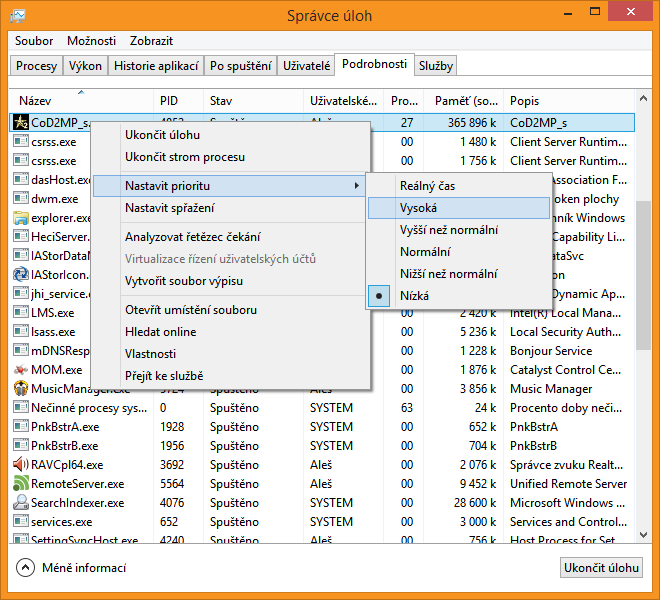 Správce úloh
Soubor Možnosti Zobrazit
Procesy Výkon Historie aplikací Po spuštění Uživatelé Podrobnosti Služby
Název PID Stav Uživatelské... Pro... Paměť (so... Popis
CoD2MP_s. Spuštěno Aleš 27 365 896 k CoD2MP_s
csrss.exe 00 1 480 k Client Server Runtim...
Ukončit úlohu
csrss.exe 00 1 756 k Client Server Runtim...
Ukončit strom procesu
dasHost.ex Association F...
Nastavit prioritu Reálný čas
dwm.exe oken plochy
Nastavit spřažení Vysoká
explorer.exe Windows
Vyšší než normální
HeciServer. Capability Li...
Analyzovat řetězec čekání
IAStorDataM DataSvc
Normální
Virtualizace řízení uživatelských účtů
IAStorIcon.
Nižší než normální
Vytvořit soubor výpisu
jhi_service.e Dynamic Ap...
Nízká
LMS.exe 2 420 k Intel(R) Local Mana...
Otevřít umístění souboru
lsass.exe 00 5 236 k Local Security Auth...
Hledat online
mDNSResp 00 1 228 k Bonjour Service
Vlastnosti
MOM.exe 00 1 876 k Catalyst Control Ce...
Přejít ke službě
MusicManager.exe 5724 Spuštěno Aleš 00 3 856 k Music Manager
Nečinné procesy sys... 0 Spuštěno SYSTEM 63 24 k Procento doby neči...
PnkBstrA.exe 1928 Spuštěno SYSTEM 00 652 k PnkBstrA
PnkBstrB.exe 1956 Spuštěno SYSTEM 00 704 k PnkBstrB
RAVCpl64.exe 3692 Spuštěno Aleš 00 2 076 k Správce zvuku Realt...
RemoteServer.exe 5564 Spuštěno Aleš 00 9 452 k Unified Remote Server
SearchIndexer.exe 4076 Spuštěno SYSTEM 00 28 600 k Microsoft Windows ...
services.exe 652 Spuštěno SYSTEM 00 3 000 k Services and Control...
SettingSyncHost.exe 4240 Spuštěno Aleš 00 796 k Host Process for Set...
Méně informací Ukončit úlohu